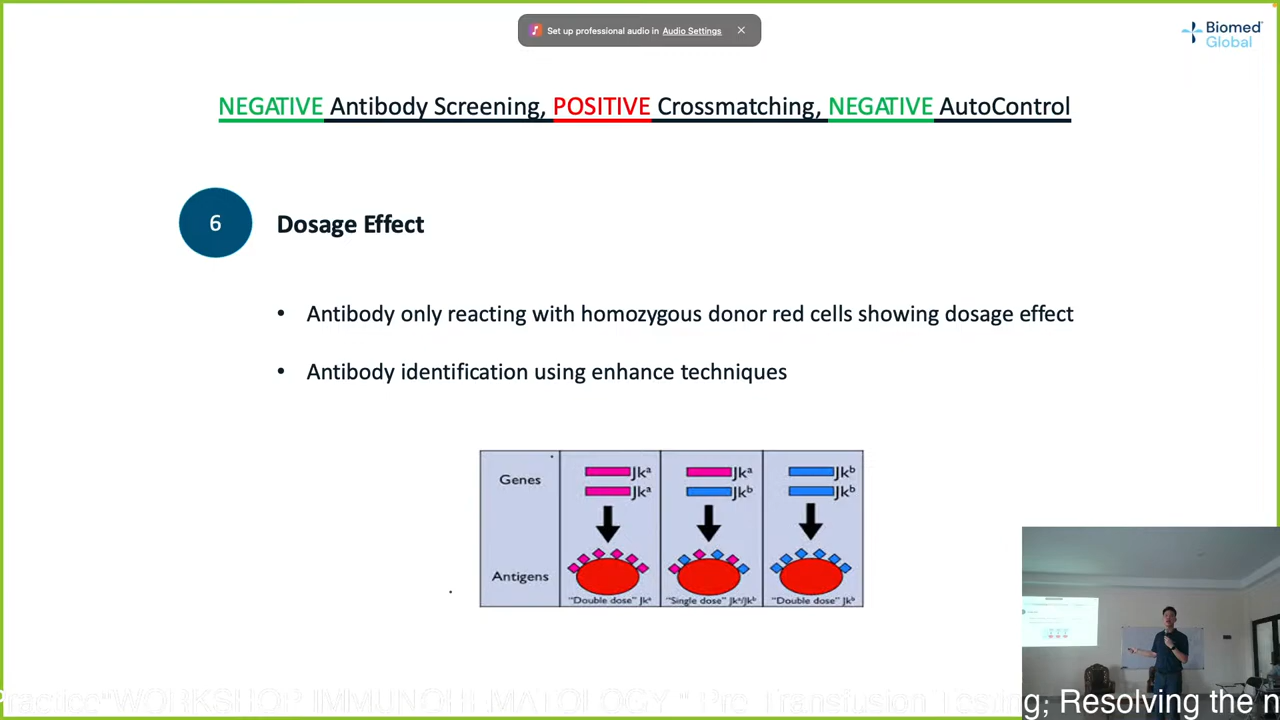 Set up professional audio in Audio Settings
Biomed
Global
NEGATIVE Antibody Screening, POSITIVE Crossmatching, NEGATIVE AutoControl
6
Dosage Effect
• Antibody only reacting with homozygous donor red cells showing dosage effect
• Antibody identification using enhance techniques
Genes
Jkᵃ
Jkᵃ
Jkᵃ
Jkᵇ
Jkᵇ
Jkᵇ
Antigens
"Double dose" Jkᵃ
"Single dose" Jkᵃ/Jkᵇ
"Double dose" Jkᵇ
Practice"WORKSHOP IMMUNOHEMATOLOGY " Pre Transfusion Testing; Resolving the n